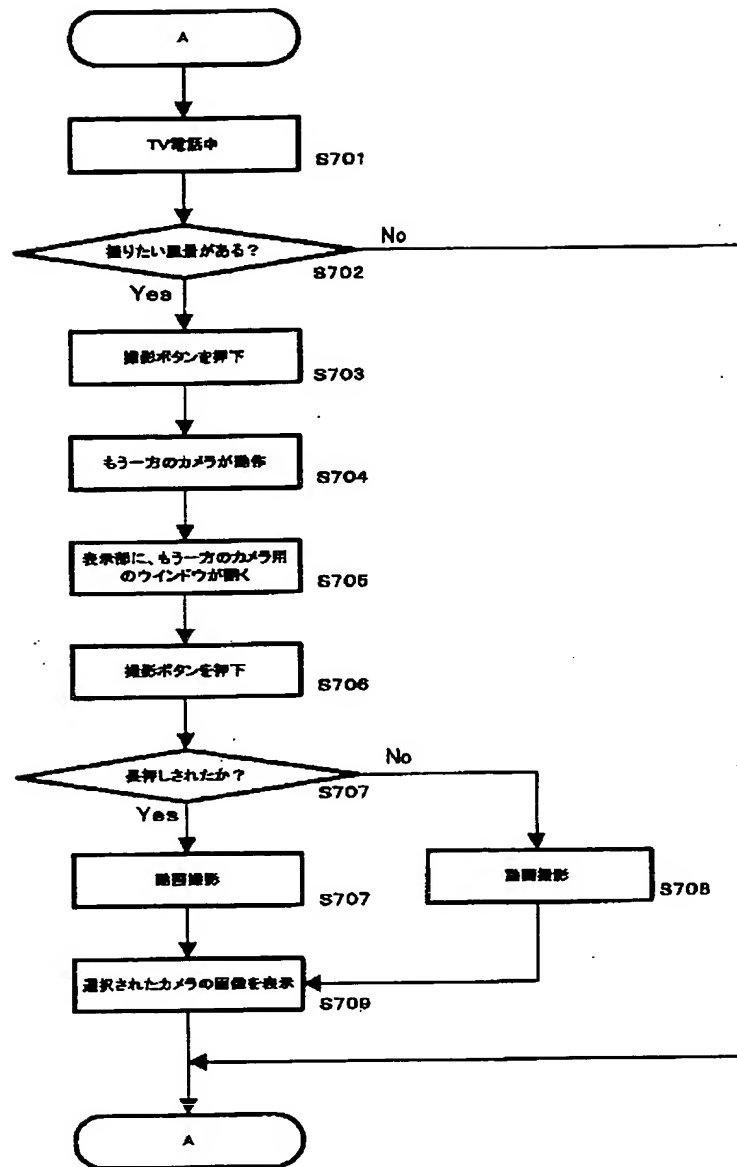 A
TV電話中
S701
撮りたい風景がある？
No
S702
Yes
撮影ボタンを押下
S703
もう一方のカメラが動作
S704
表示部に、もう一方のカメラ用
のウインドウが開く
S705
撮影ボタンを押下
S706
長押しされたか？
No
S707
Yes
動画撮影
S707
動画撮影
S708
選択されたカメラの画像を表示
S709
A